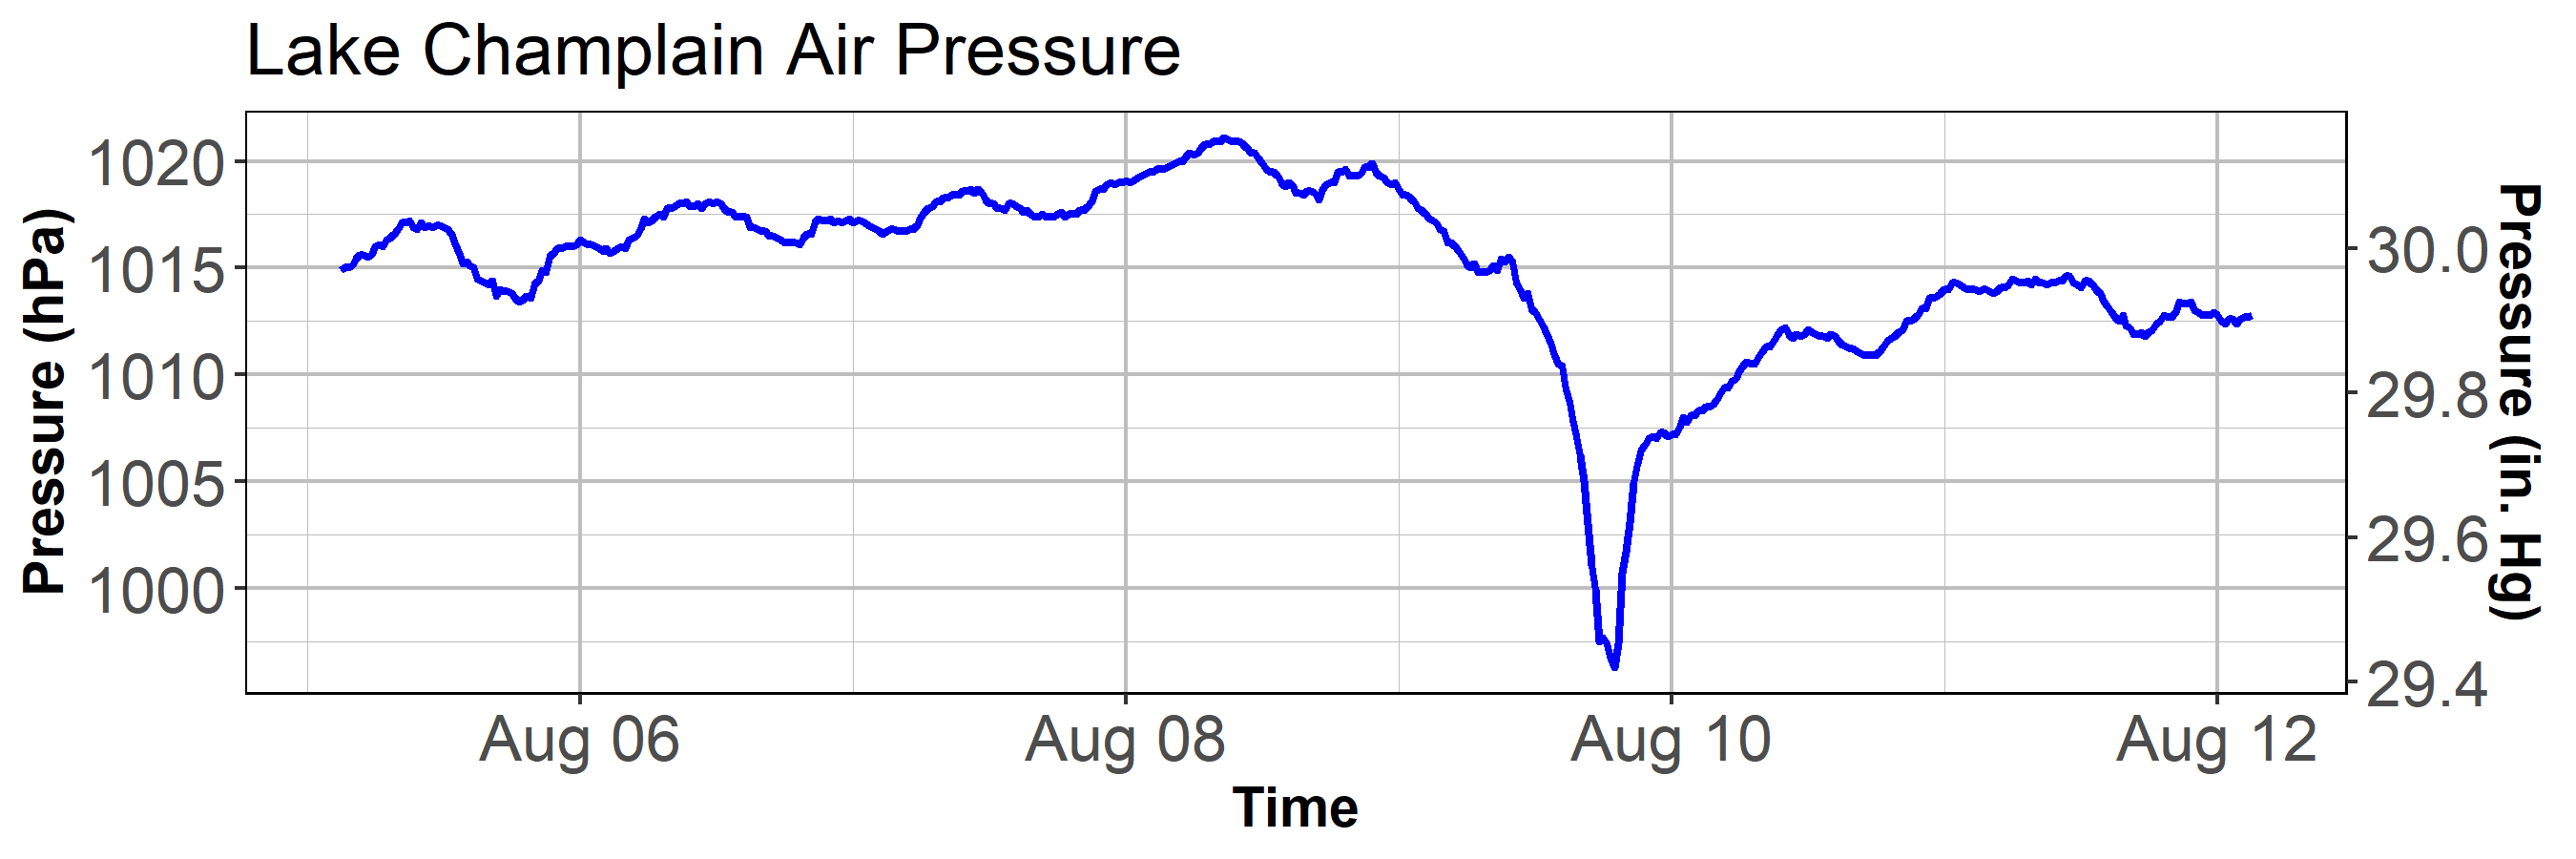 Lake Champlain Air Pressure
Pressure (hPa)
1020
1015
1010
1005
1000
30.0
29.8
29.6
29.4
Pressure (in. Hg)
Aug 06 Aug 08 Aug 10 Aug 12
Time